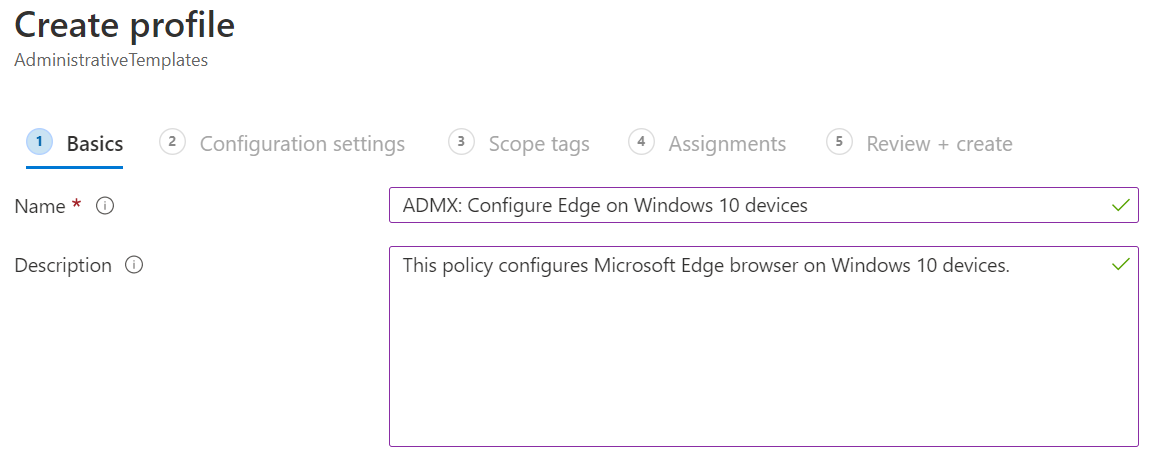 Create profile
AdministrativeTemplates
1 Basics 2 Configuration settings 3 Scope tags 4 Assignments 5 Review + create
Name * ADMX: Configure Edge on Windows 10 devices
Description This policy configures Microsoft Edge browser on Windows 10 devices.